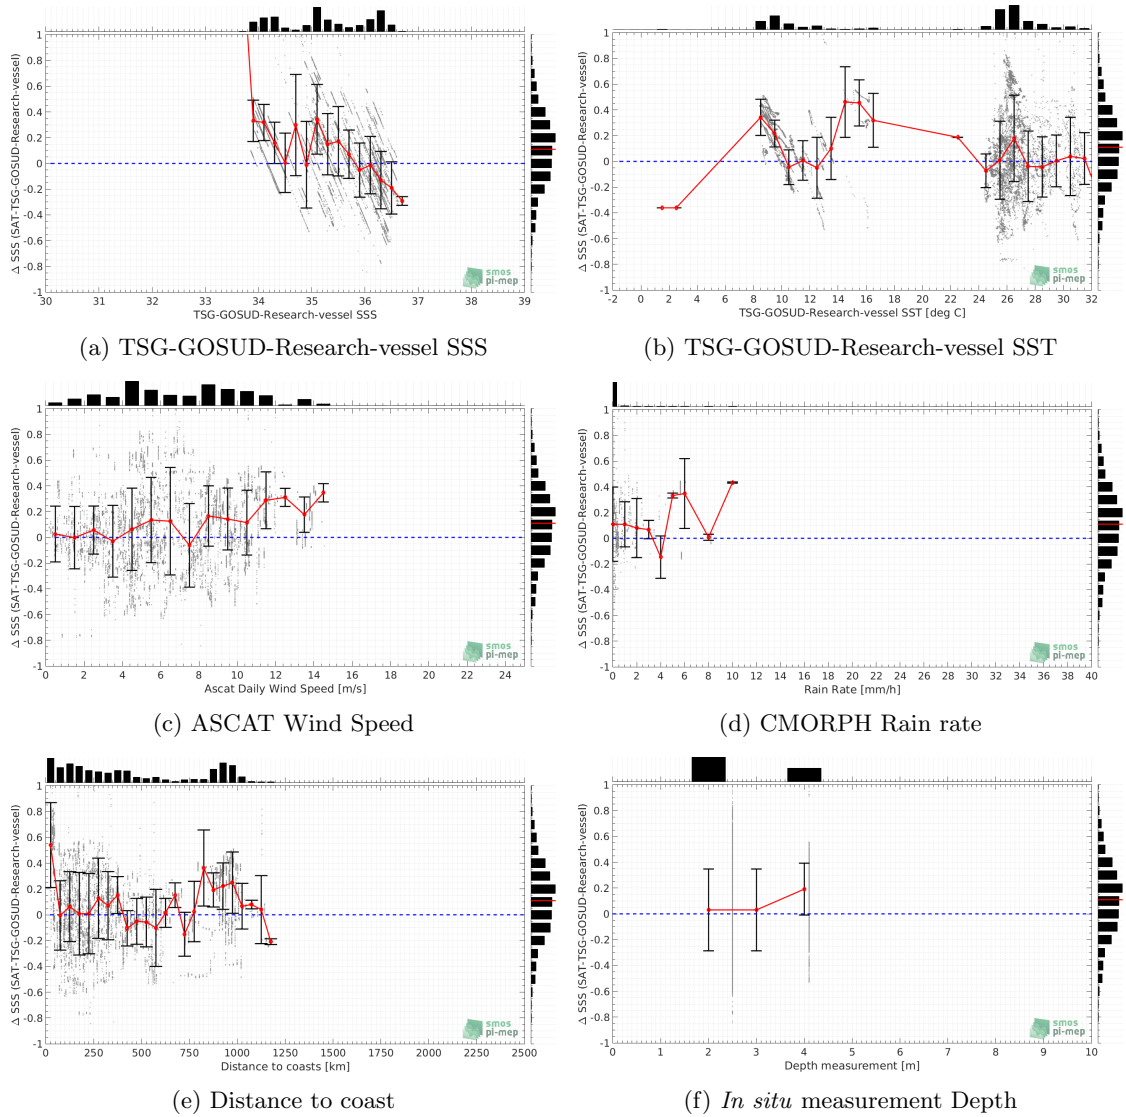 Δ SSS (SAT-TSG-GOSUD-Research-vessel)
1
0.8
0.6
0.4
0.2
0
-0.2
-0.4
-0.6
-0.8
-1
30 31 32 33 34 35 36 37 38 39
TSG-GOSUD-Research-vessel SSS
smos
pi-mep
(a) TSG-GOSUD-Research-vessel SSS
Δ SSS (SAT-TSG-GOSUD-Research-vessel)
1
0.8
0.6
0.4
0.2
0
-0.2
-0.4
-0.6
-0.8
-1
-2 0 2 4 6 8 10 12 14 16 18 20 22 24 26 28 30 32
TSG-GOSUD-Research-vessel SST [deg C]
smos
pi-mep
(b) TSG-GOSUD-Research-vessel SST
Δ SSS (SAT-TSG-GOSUD-Research-vessel)
1
0.8
0.6
0.4
0.2
0
-0.2
-0.4
-0.6
-0.8
-1
0 2 4 6 8 10 12 14 16 18 20 22 24
Ascat Daily Wind Speed [m/s]
smos
pi-mep
(c) ASCAT Wind Speed
Δ SSS (SAT-TSG-GOSUD-Research-vessel)
1
0.8
0.6
0.4
0.2
0
-0.2
-0.4
-0.6
-0.8
-1
0 2 4 6 8 10 12 14 16 18 20 22 24 26 28 30 32 34 36 38 40
Rain Rate [mm/h]
smos
pi-mep
(d) CMORPH Rain rate
Δ SSS (SAT-TSG-GOSUD-Research-vessel)
1
0.8
0.6
0.4
0.2
0
-0.2
-0.4
-0.6
-0.8
-1
0 250 500 750 1000 1250 1500 1750 2000 2250 2500
Distance to coasts [km]
smos
pi-mep
(e) Distance to coast
Δ SSS (SAT-TSG-GOSUD-Research-vessel)
1
0.8
0.6
0.4
0.2
0
-0.2
-0.4
-0.6
-0.8
-1
0 1 2 3 4 5 6 7 8 9 10
Depth measurement [m]
smos
pi-mep
(f) In situ measurement Depth